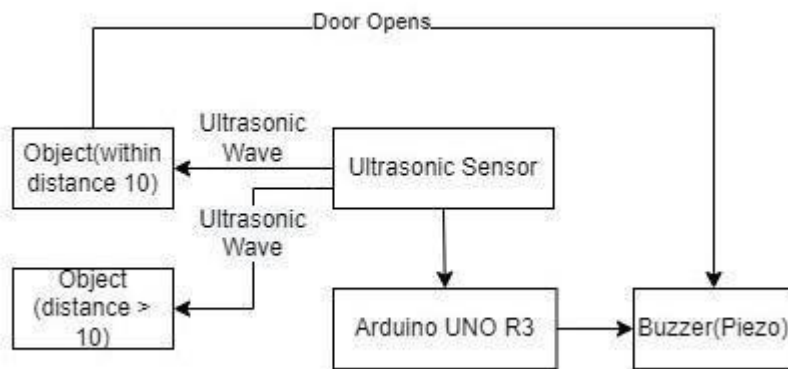 Door Opens
Ultrasonic
Wave
Object(within
distance 10)
Ultrasonic Sensor
Ultrasonic
Wave
Object
(distance >
10)
Arduino UNO R3
Buzzer(Piezo)